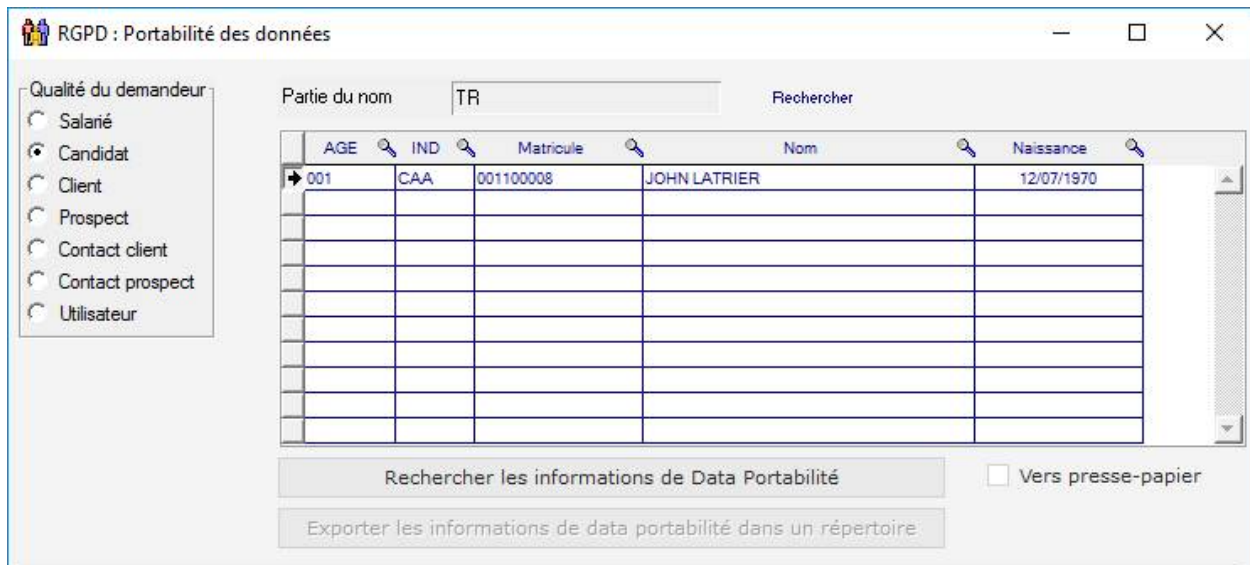 RGPD : Portabilité des données
Qualité du demandeur
Salarié
Candidat
Client
Prospect
Contact client
Contact prospect
Utilisateur
Partie du nom TR Rechercher
AGE IND Matricule Nom Naissance
001 CAA 001100008 JOHN LATRIER 12/07/1970
Rechercher les informations de Data Portabilité Vers presse-papier
Exporter les informations de data portabilité dans un répertoire